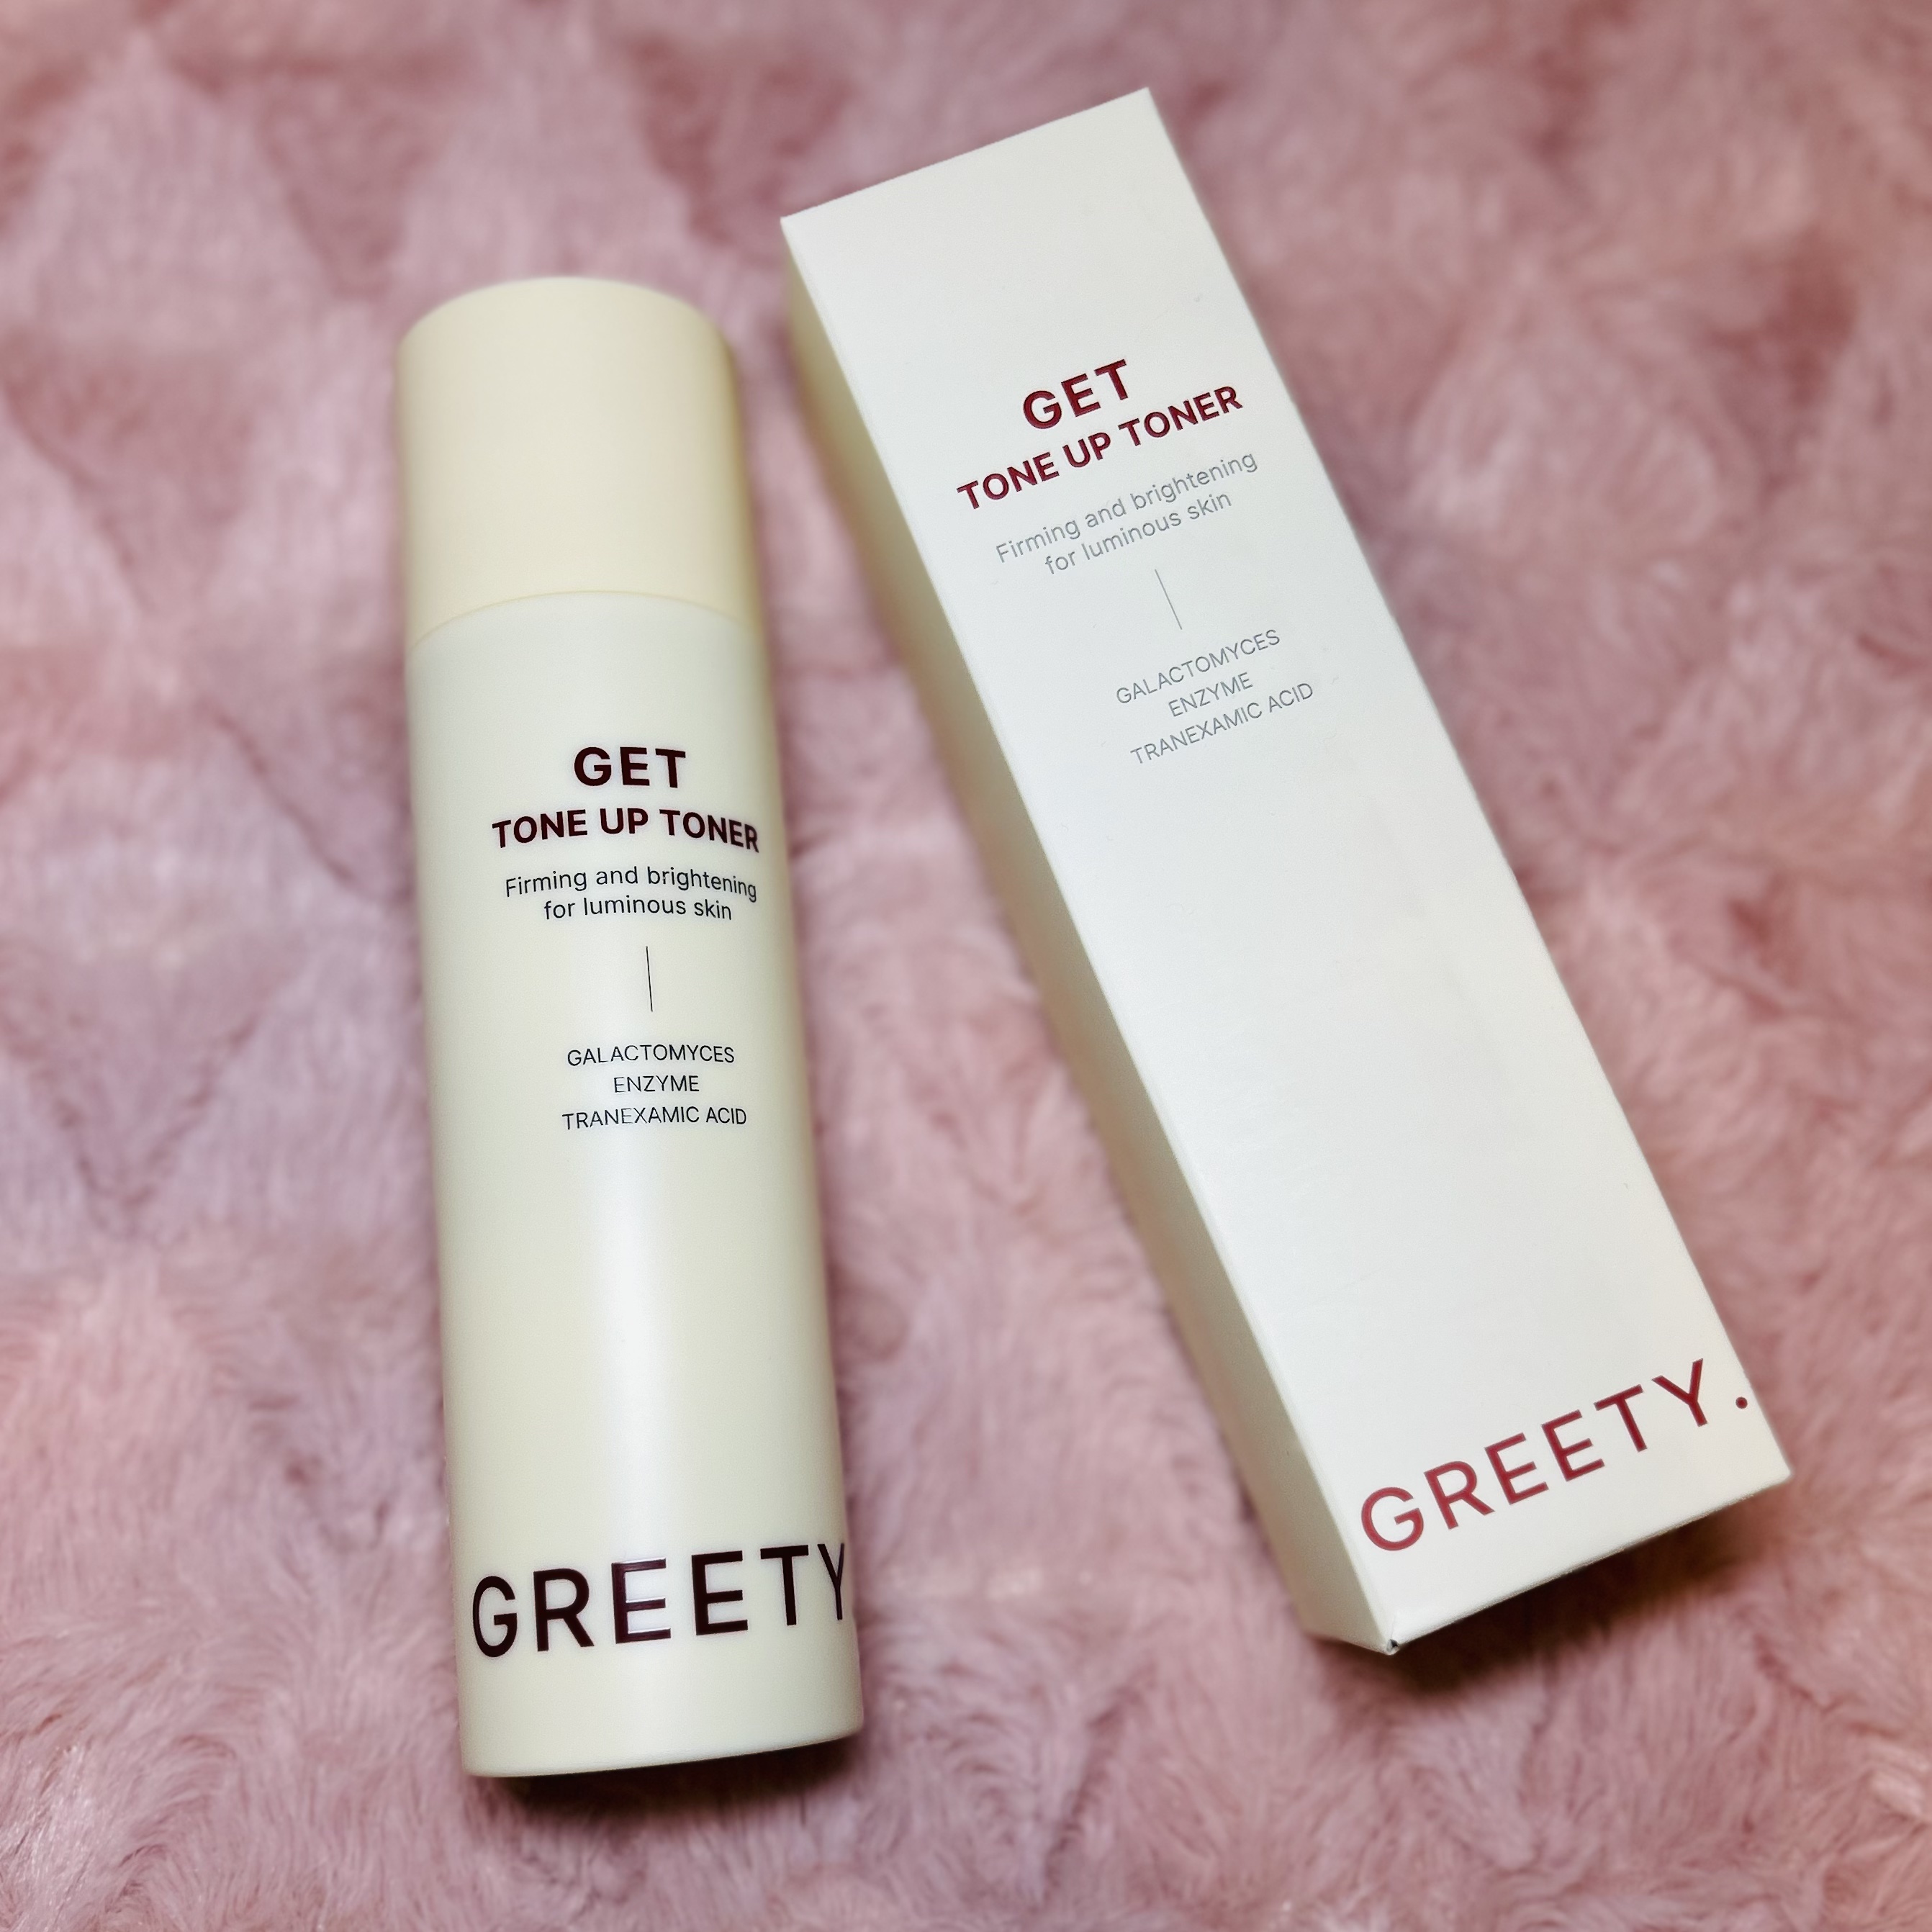 GET
TONE UP TONER
Firming and brightening
for luminous skin
GALACTOMYCES
ENZYME
TRANEXAMIC ACID
GREETY
GET
TONE UP TONER
Firming and brightening
for luminous skin
GALACTOMYCES
ENZYME
TRANEXAMIC ACID
GREETY.